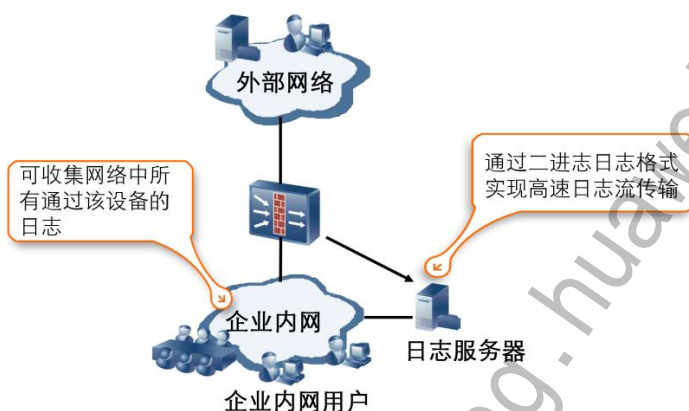 外部网络
可收集网络中所
有通过该设备的
日志
通过二进志日志格式
实现高速日志流传输
企业内网
日志服务器
企业内网用户